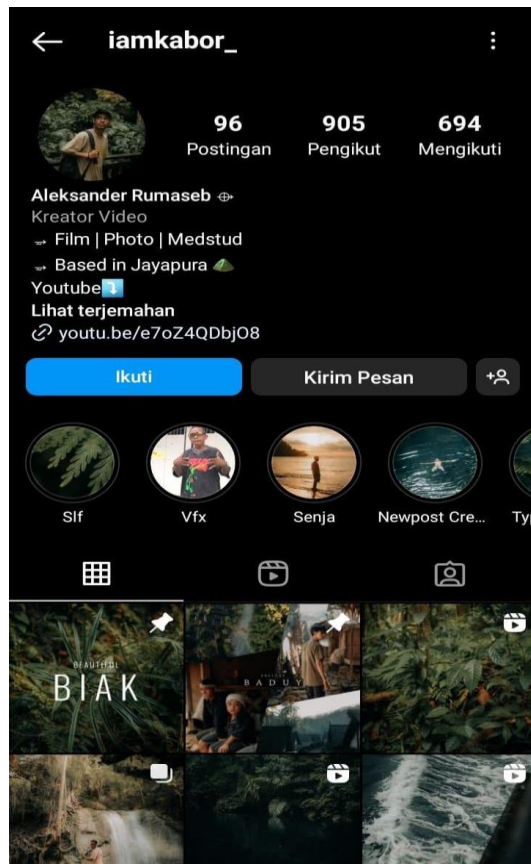 iamkabor_
96 905 694
Postingan Pengikut Mengikuti
Aleksander Rumaseb
Kreator Video
Film | Photo | Medstud
Based in Jayapura
Youtube
Lihat terjemahan
youtu.be/e7oZ4QDbjO8
Ikuti Kirim Pesan
Slf Vfx Senja Newpost Cre... Ty
BEAUTIFUL
BIAK
BADUY